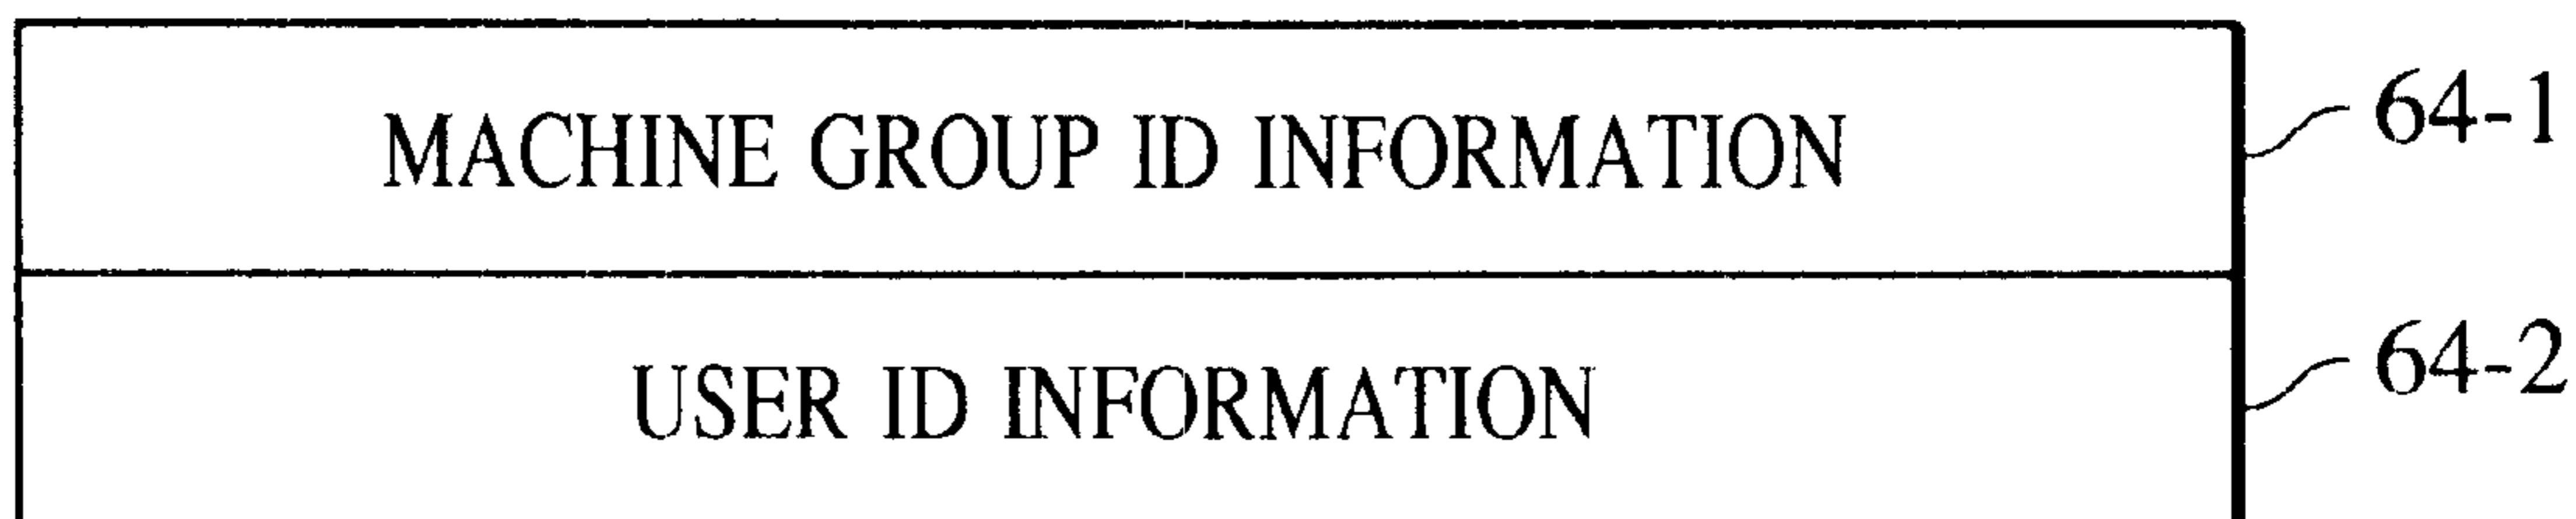 MACHINE GROUP ID INFORMATION 64-1
USER ID INFORMATION 64-2